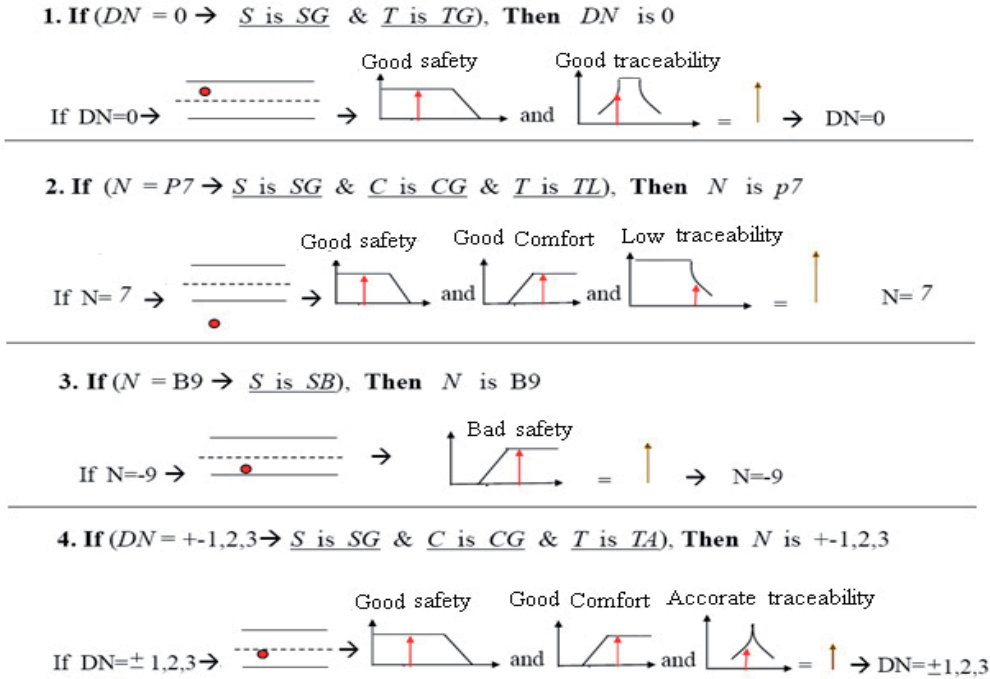 1. If (DN = 0 → S is SG & T is TG), Then DN is 0
Good safety Good traceability
If DN=0→ → and = → DN=0
2. If (N = P7 → S is SG & C is CG & T is TL), Then N is p7
Good safety Good Comfort Low traceability
If N= 7 → → and and = N= 7
3. If (N = B9 → S is SB), Then N is B9
Bad safety
If N=-9 → → = → N=-9
4. If (DN = +-1,2,3→ S is SG & C is CG & T is TA), Then N is +-1,2,3
Good safety Good Comfort Accorate traceability
If DN=± 1,2,3→ → and and = → DN=±1,2,3